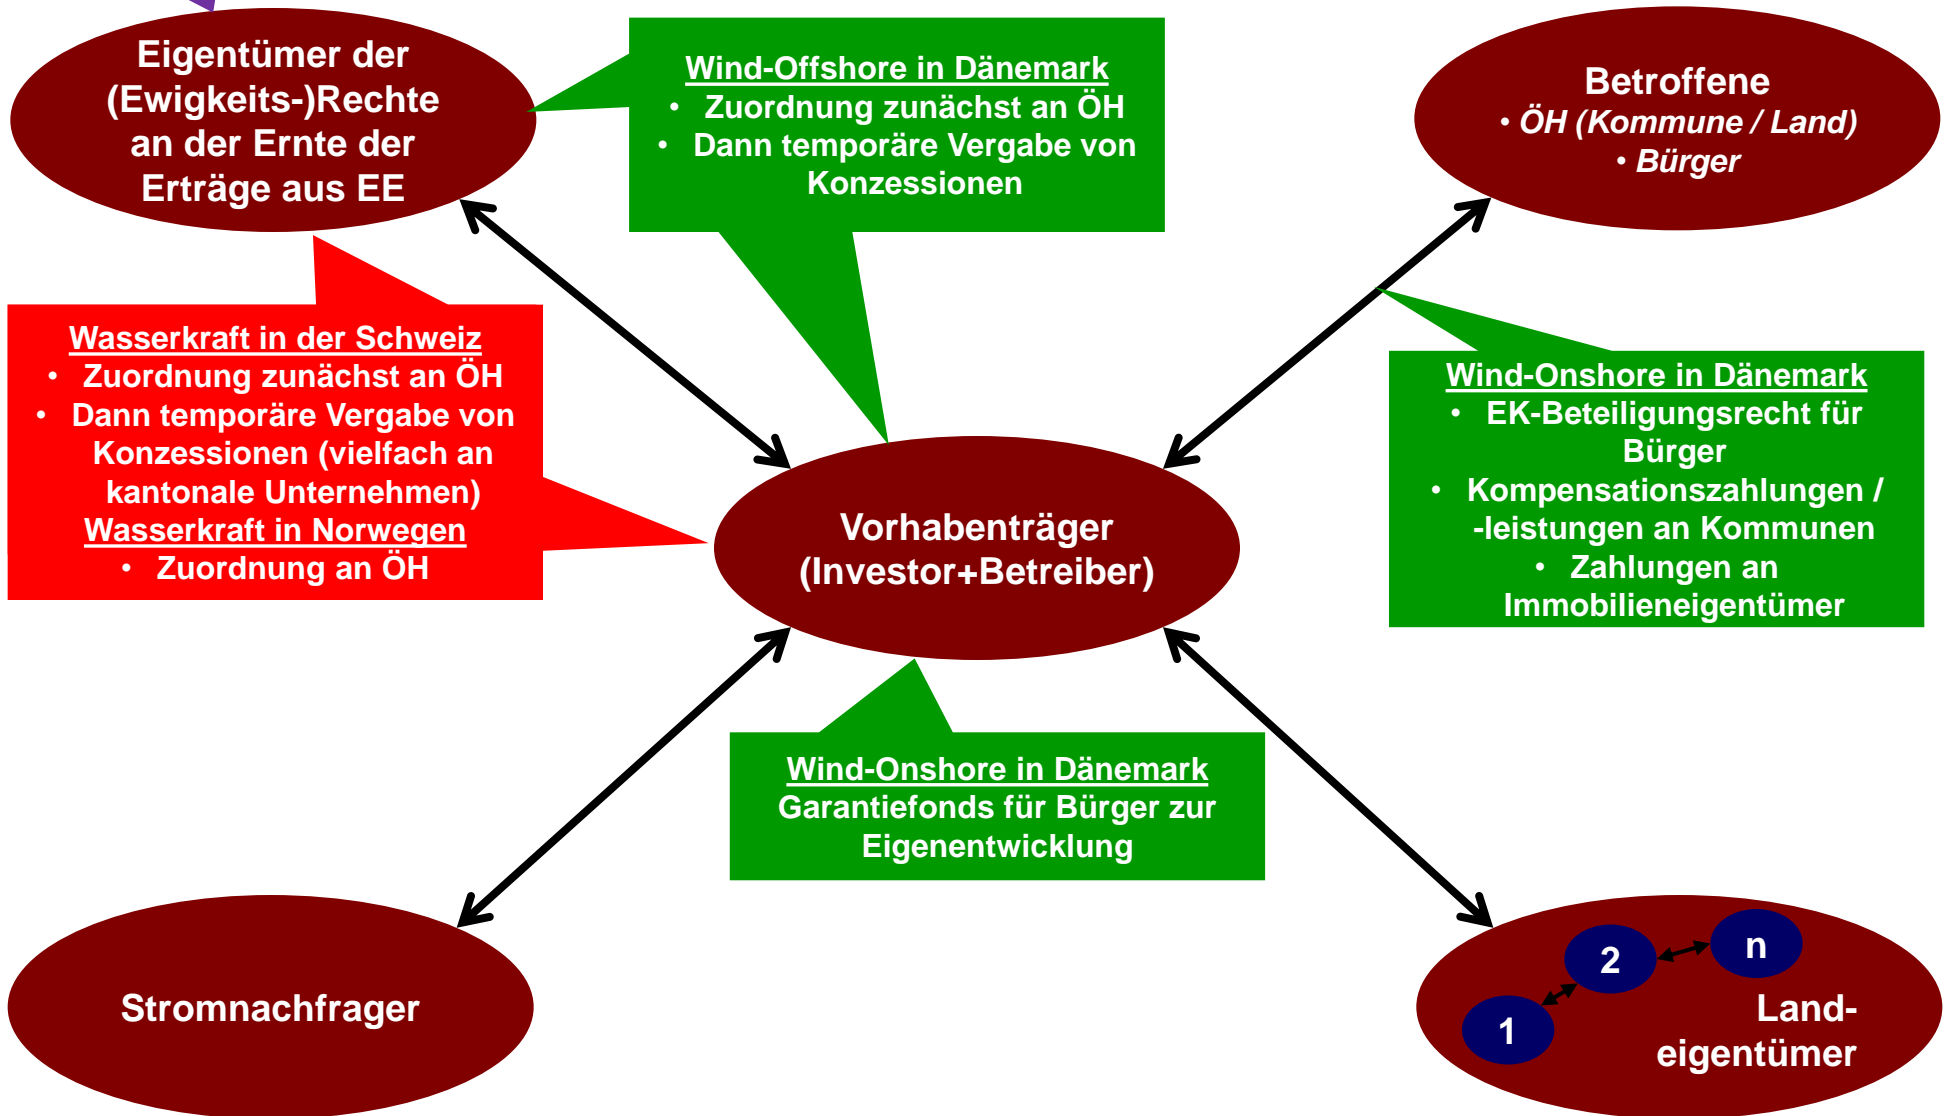 Eigentümer der
(Ewigkeits-)Rechte
an der Ernte der
Erträge aus EE
Wind-Offshore in Dänemark
• Zuordnung zunächst an ÖH
• Dann temporäre Vergabe von
Konzessionen
Betroffene
• ÖH (Kommune / Land)
• Bürger
Wasserkraft in der Schweiz
• Zuordnung zunächst an ÖH
• Dann temporäre Vergabe von
Konzessionen (vielfach an
kantonale Unternehmen)
Wasserkraft in Norwegen
• Zuordnung an ÖH
Wind-Onshore in Dänemark
• EK-Beteiligungsrecht für
Bürger
• Kompensationszahlungen /
-leistungen an Kommunen
• Zahlungen an
Immobilieneigentümer
Vorhabenträger
(Investor+Betreiber)
Wind-Onshore in Dänemark
Garantiefonds für Bürger zur
Eigenentwicklung
Stromnachfrager
1
2
n
Land-
eigentümer